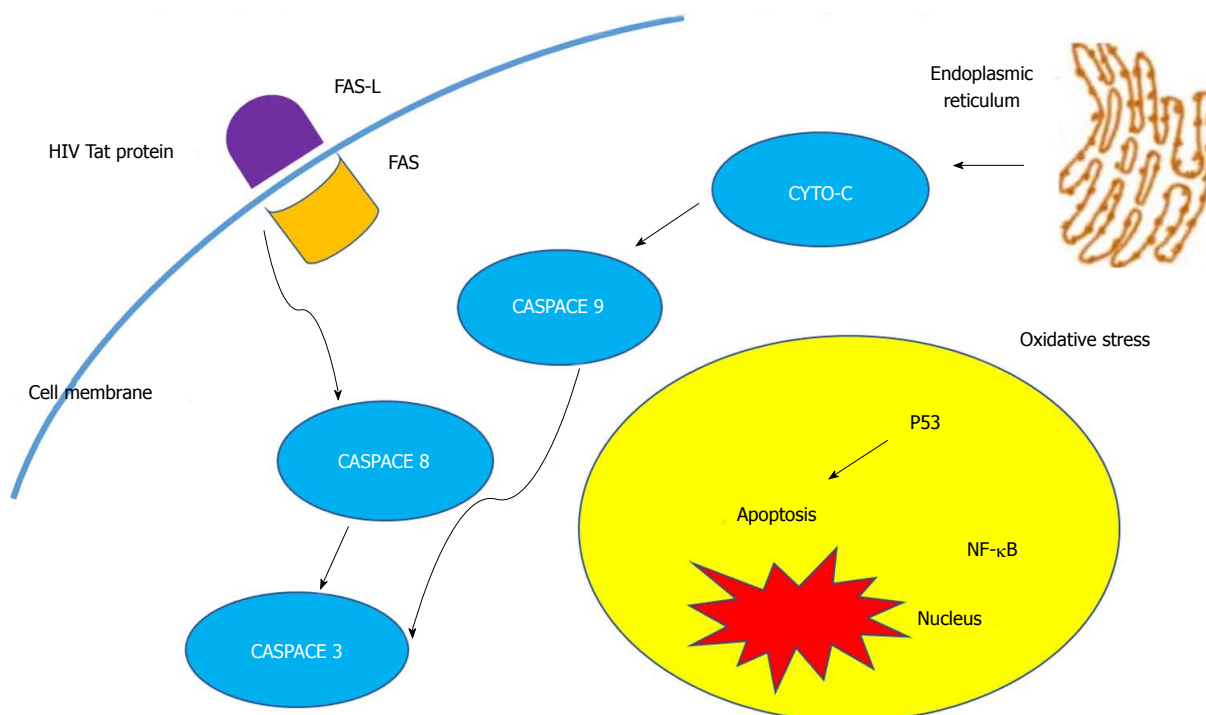 FAS-L
Endoplasmic
reticulum
HIV Tat protein
FAS
CYTO-C
CASPACE 9
Oxidative stress
Cell membrane
P53
CASPACE 8
Apoptosis
NF-κB
Nucleus
CASPACE 3